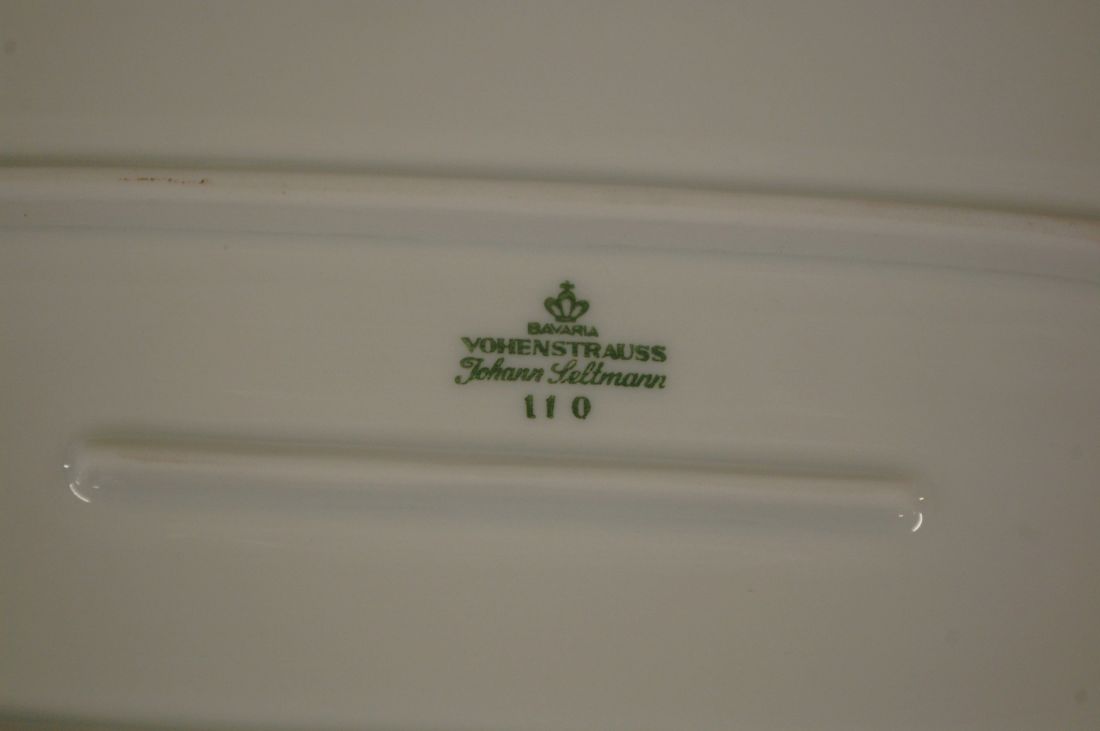 BAVARIA
VOHENSTRAUSS
Johann Seltmann
110